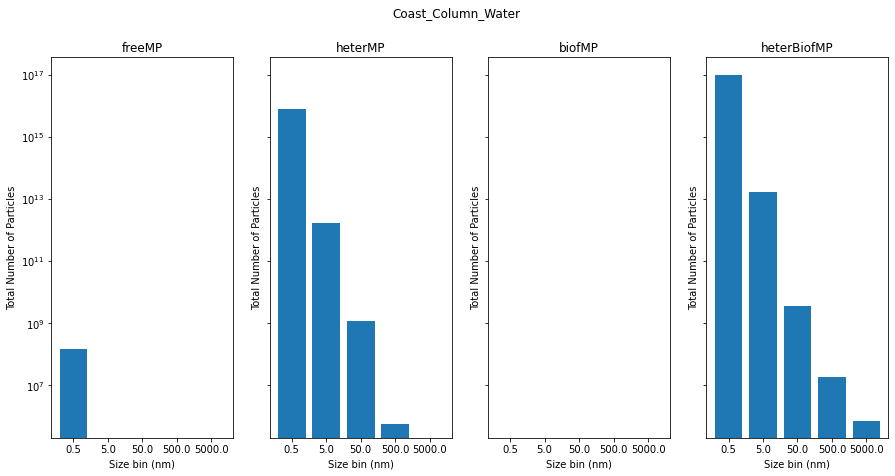 Coast_Column_Water
freeMP
heterMP
biofMP
heterBiofMP
Total Number of Particles
10^17
10^15
10^13
10^11
10^9
10^7
0.5 5.0 50.0 500.0 5000.0
Size bin (nm)
Total Number of Particles
0.5 5.0 50.0 500.0 5000.0
Size bin (nm)
Total Number of Particles
0.5 5.0 50.0 500.0 5000.0
Size bin (nm)
Total Number of Particles
0.5 5.0 50.0 500.0 5000.0
Size bin (nm)